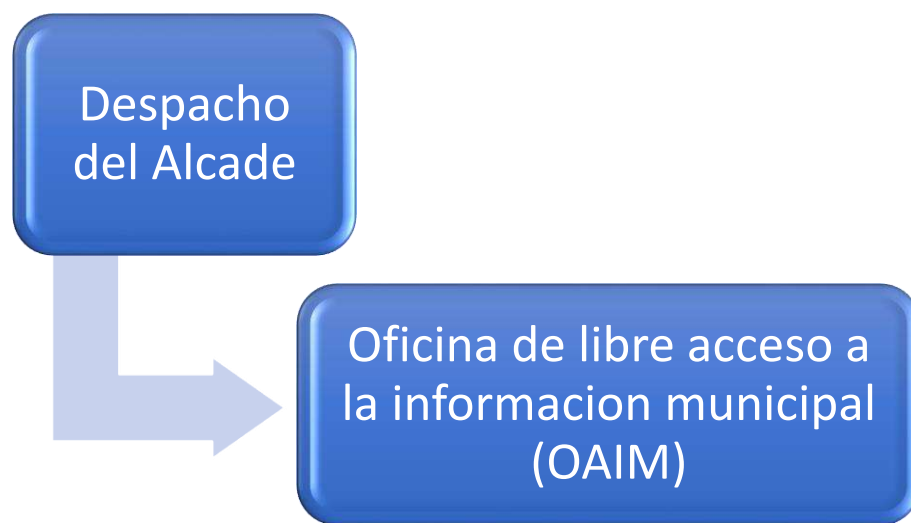 Despacho
del Alcade
Oficina de libre acceso a
la informacion municipal
(OAIM)